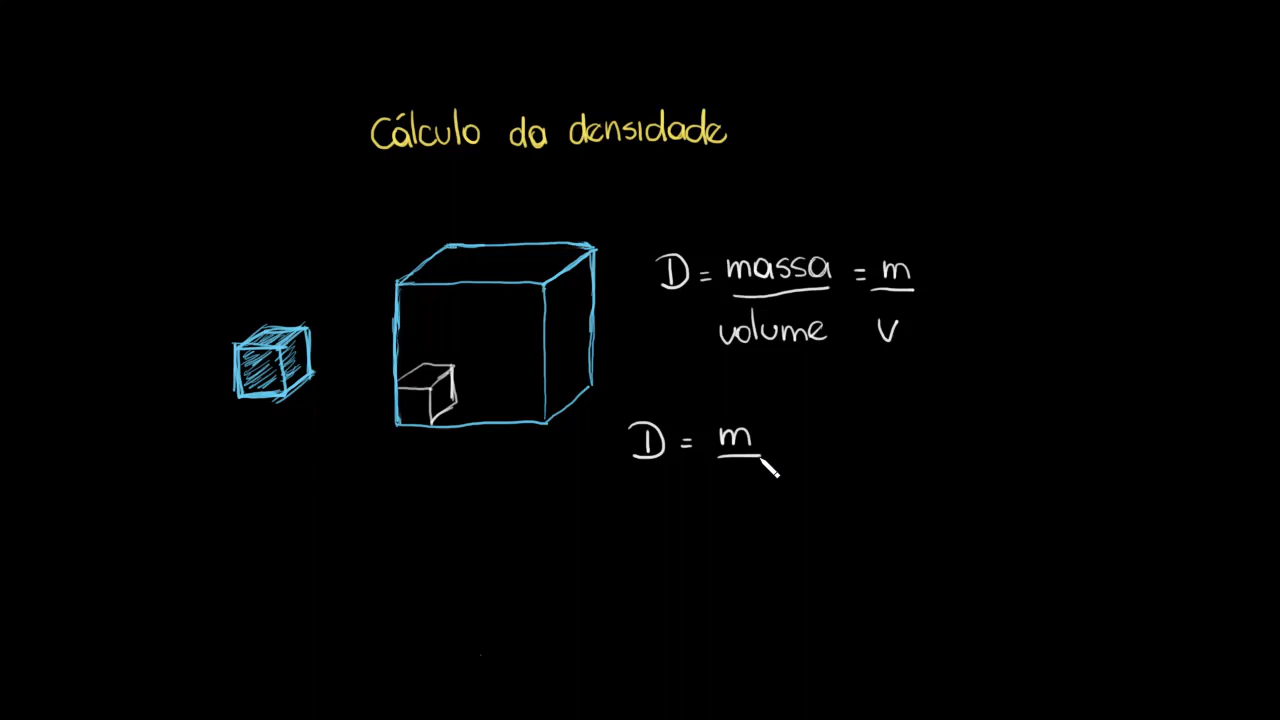 Cálculo da densidade
D = massa = m
volume v
D = m